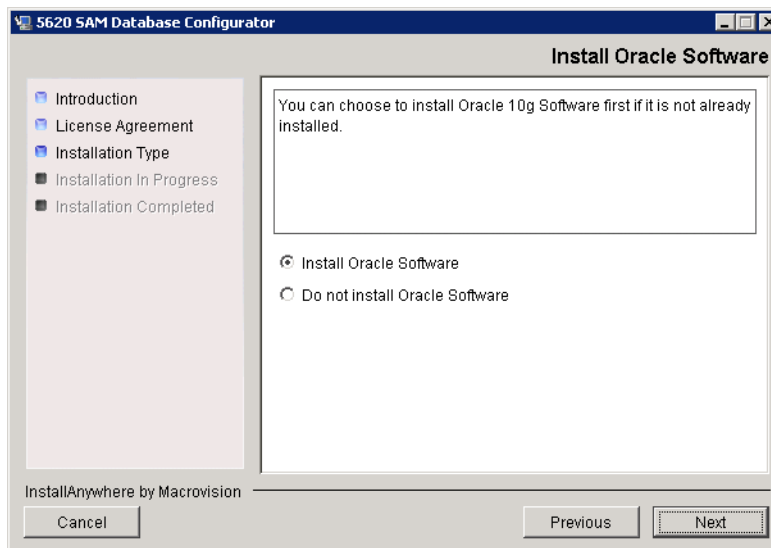 5620 SAM Database Configurator
Install Oracle Software
Introduction
License Agreement
Installation Type
Installation In Progress
Installation Completed
You can choose to install Oracle 10g Software first if it is not already
installed.
Install Oracle Software
Do not install Oracle Software
InstallAnywhere by Macrovision
Cancel
Previous
Next